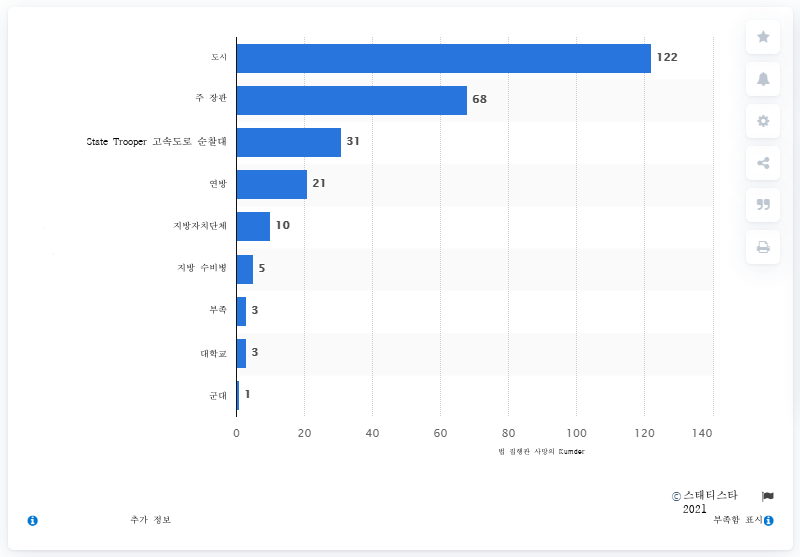 도시 122
주 장관 68
State Trooper 고속도로 순찰대 31
연방 21
지방자치단체 10
지방 수비병 5
부족 3
대학교 3
군대 1
0 20 40 60 80 100 120 140
법 집행관 사망의 Kumder
© 스태티스타
2021
추가 정보
부족함 표시